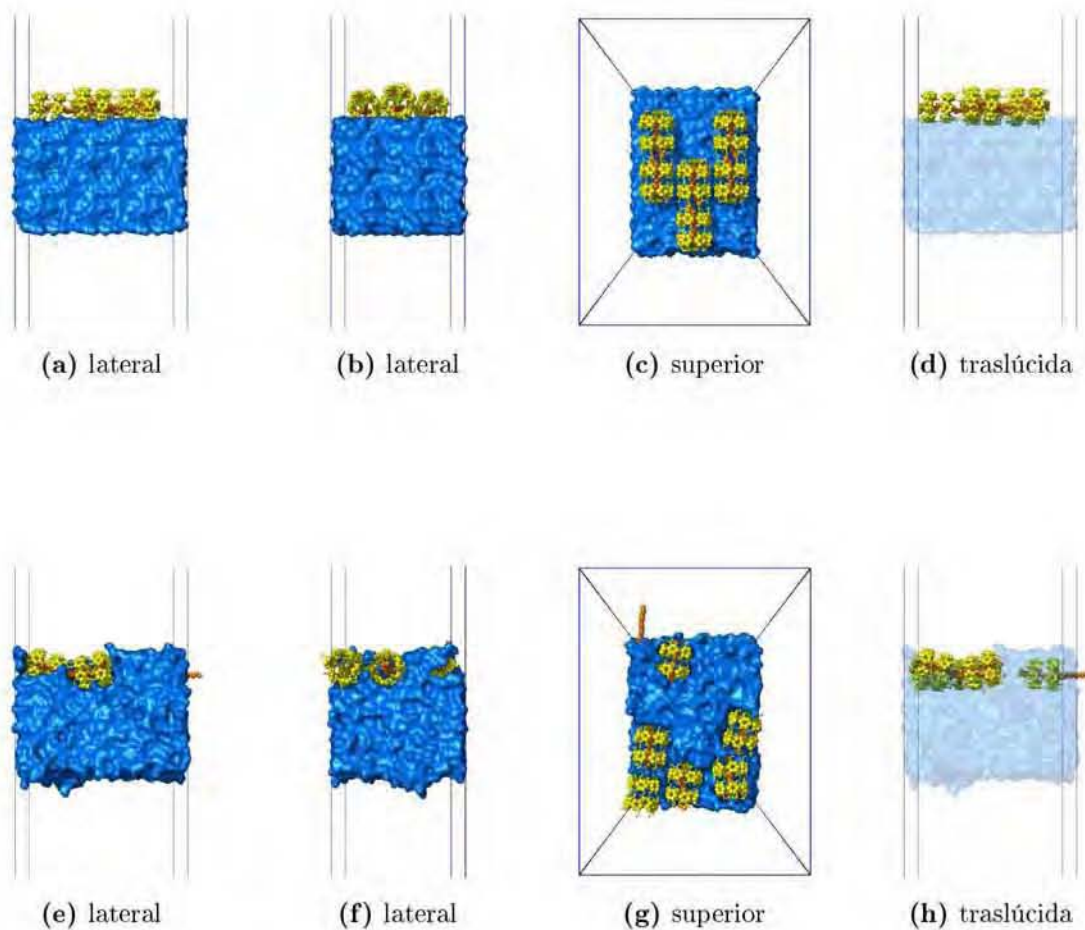 (a) lateral (b) lateral (c) superior (d) traslúcida
(e) lateral (f) lateral (g) superior (h) traslúcida